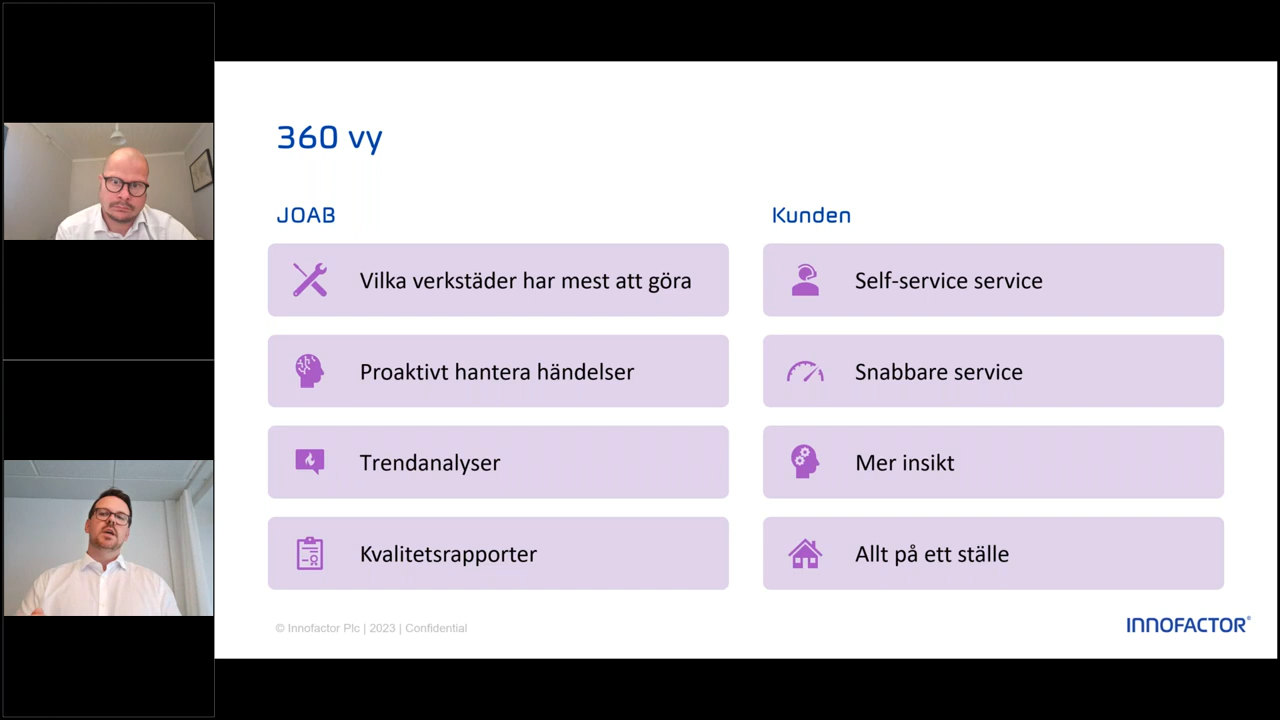 360 vy
JOAB
Vilka verkstäder har mest att göra
Proaktivt hantera händelser
Trendanalyser
Kvalitetsrapporter
Kunden
Self-service service
Snabbare service
Mer insikt
Allt på ett ställe
© Innofactor Plc | 2023 | Confidential
INNOFACTOR®